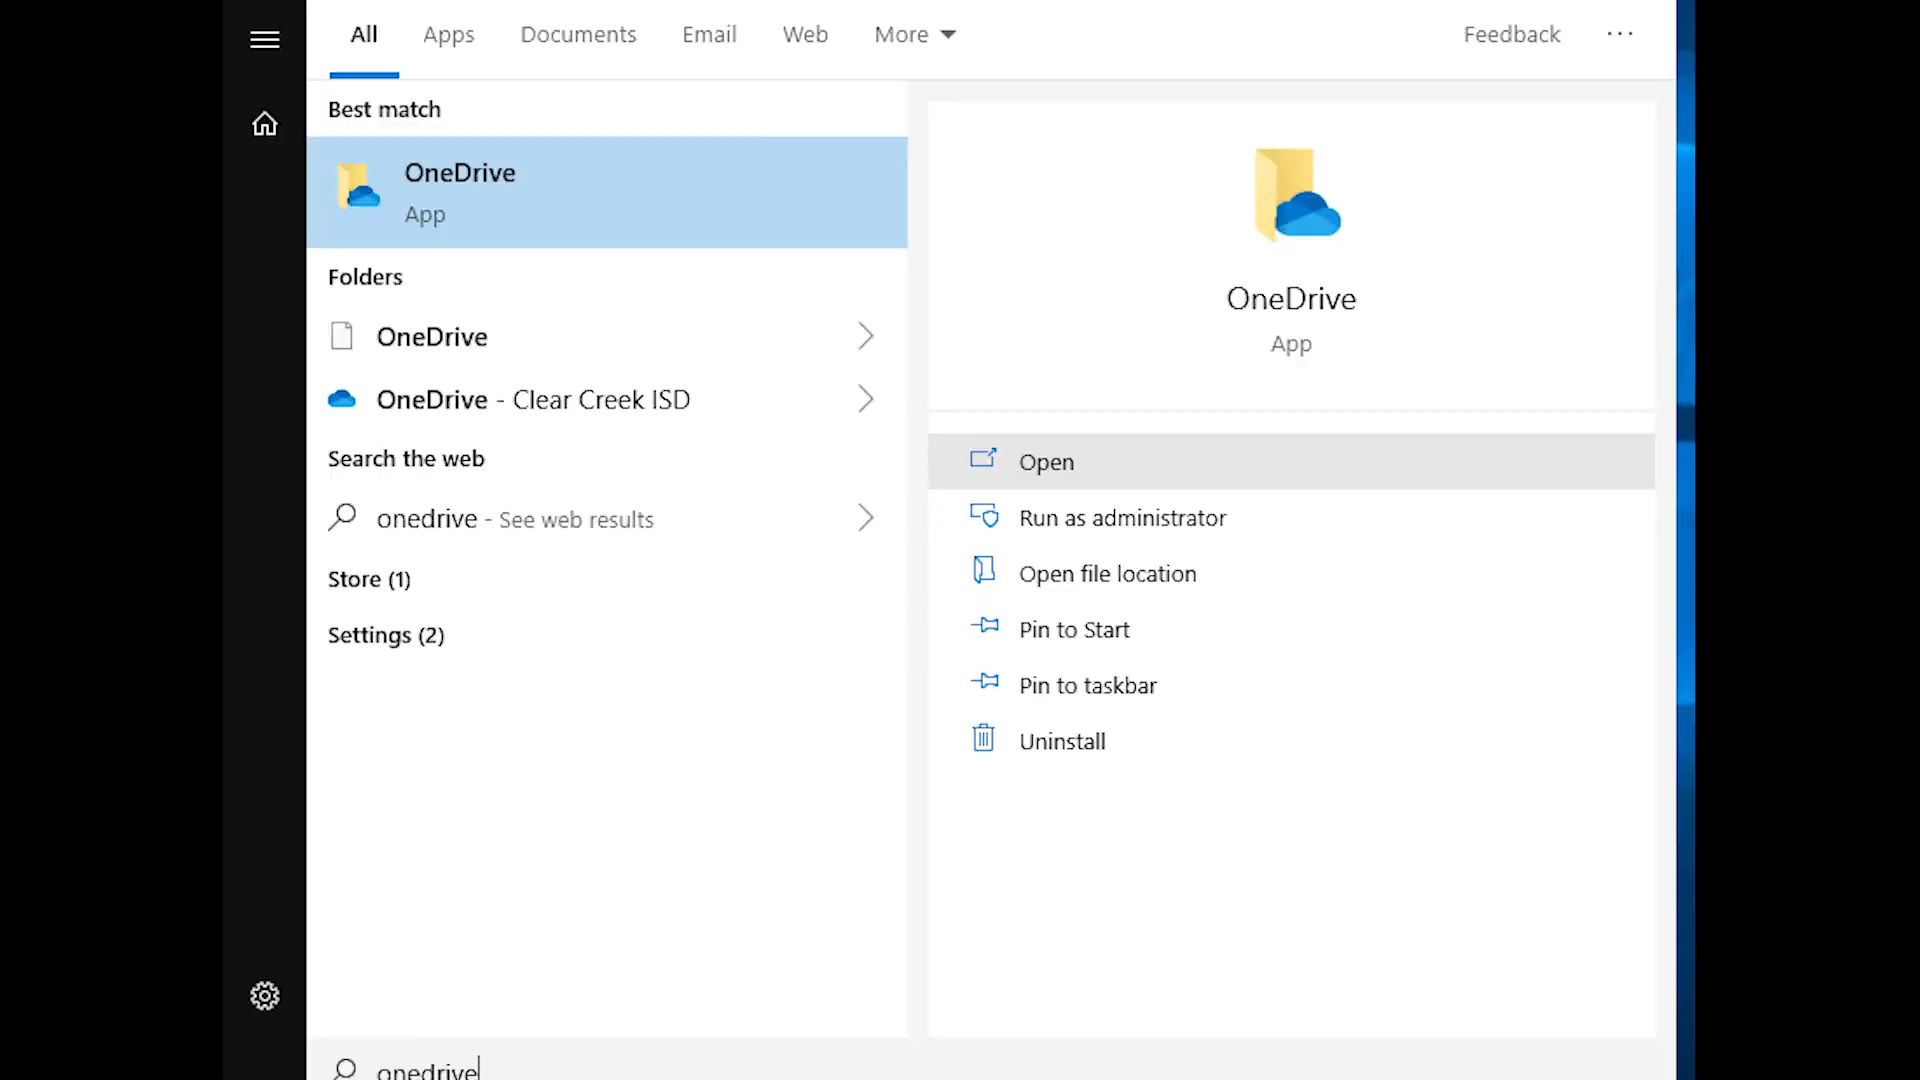 All Apps Documents Email Web More Feedback ...
Best match
OneDrive
App
Folders
OneDrive
OneDrive - Clear Creek ISD
Search the web
onedrive - See web results
Store (1)
Settings (2)
OneDrive
App
Open
Run as administrator
Open file location
Pin to Start
Pin to taskbar
Uninstall
onedrive